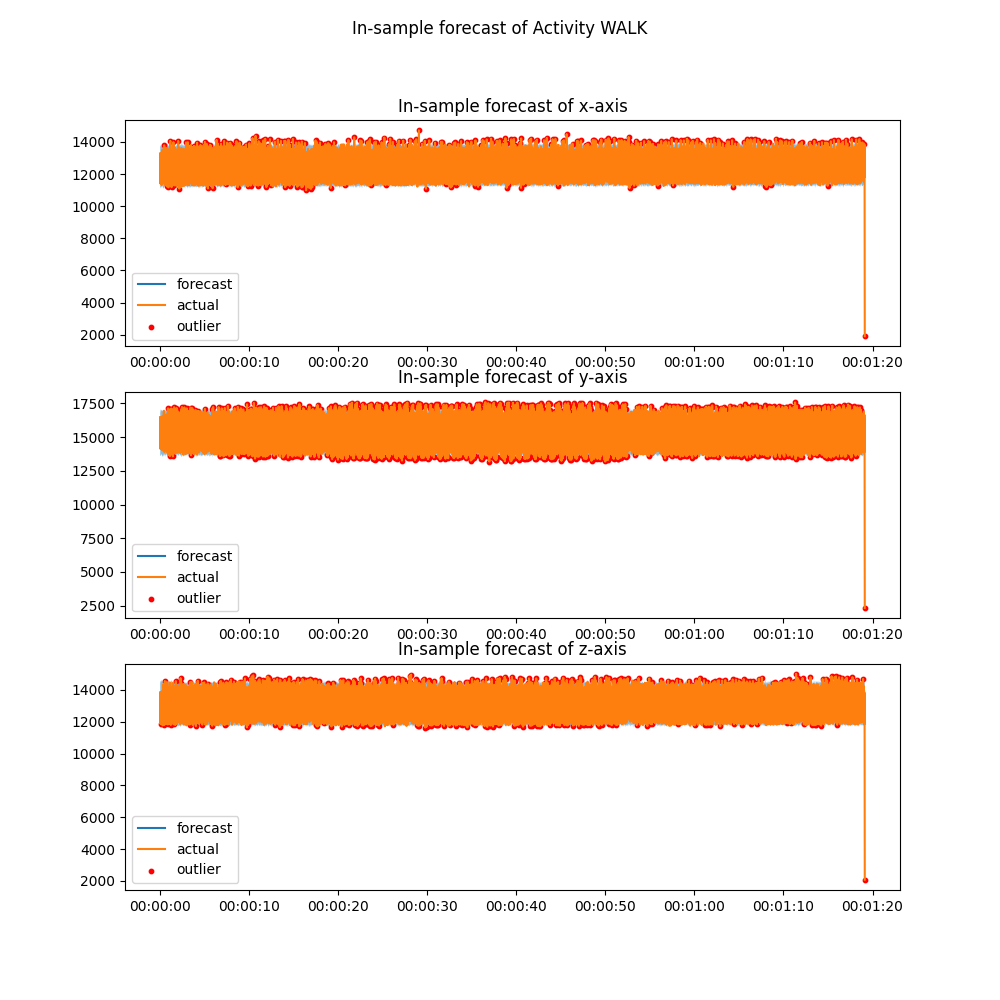 In-sample forecast of Activity WALK
In-sample forecast of x-axis
14000
12000
10000
8000
6000
4000
2000
forecast
actual
outlier
00:00:00 00:00:10 00:00:20 00:00:30 00:00:40 00:00:50 00:01:00 00:01:10 00:01:20
In-sample forecast of y-axis
17500
15000
12500
10000
7500
5000
2500
forecast
actual
outlier
00:00:00 00:00:10 00:00:20 00:00:30 00:00:40 00:00:50 00:01:00 00:01:10 00:01:20
In-sample forecast of z-axis
14000
12000
10000
8000
6000
4000
2000
forecast
actual
outlier
00:00:00 00:00:10 00:00:20 00:00:30 00:00:40 00:00:50 00:01:00 00:01:10 00:01:20